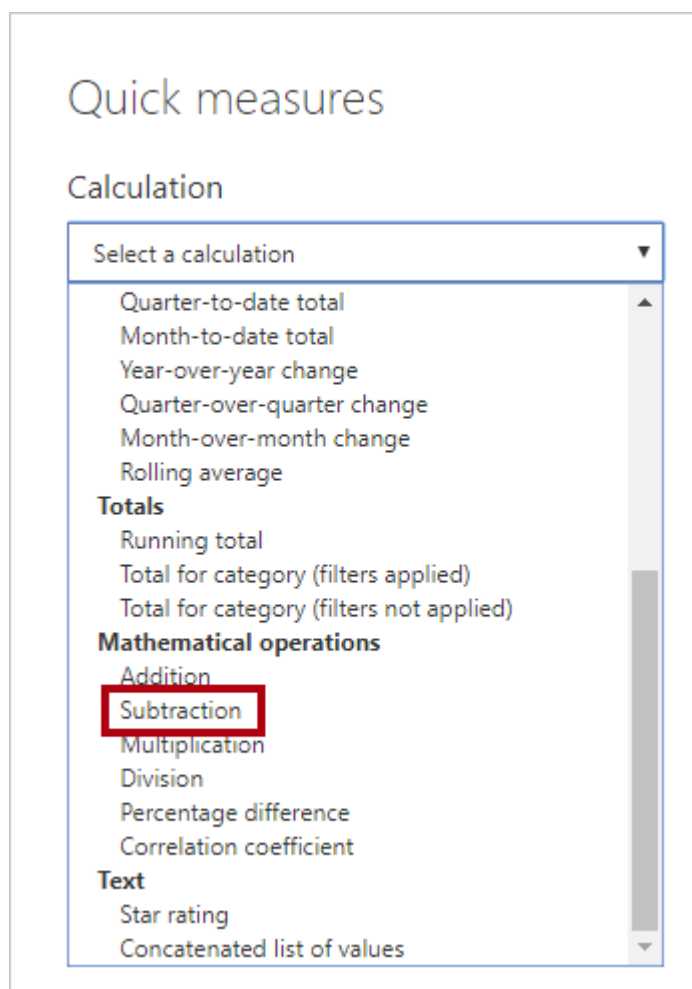 Quick measures
Calculation
Select a calculation
Quarter-to-date total
Month-to-date total
Year-over-year change
Quarter-over-quarter change
Month-over-month change
Rolling average
Totals
Running total
Total for category (filters applied)
Total for category (filters not applied)
Mathematical operations
Addition
Subtraction
Multiplication
Division
Percentage difference
Correlation coefficient
Text
Star rating
Concatenated list of values